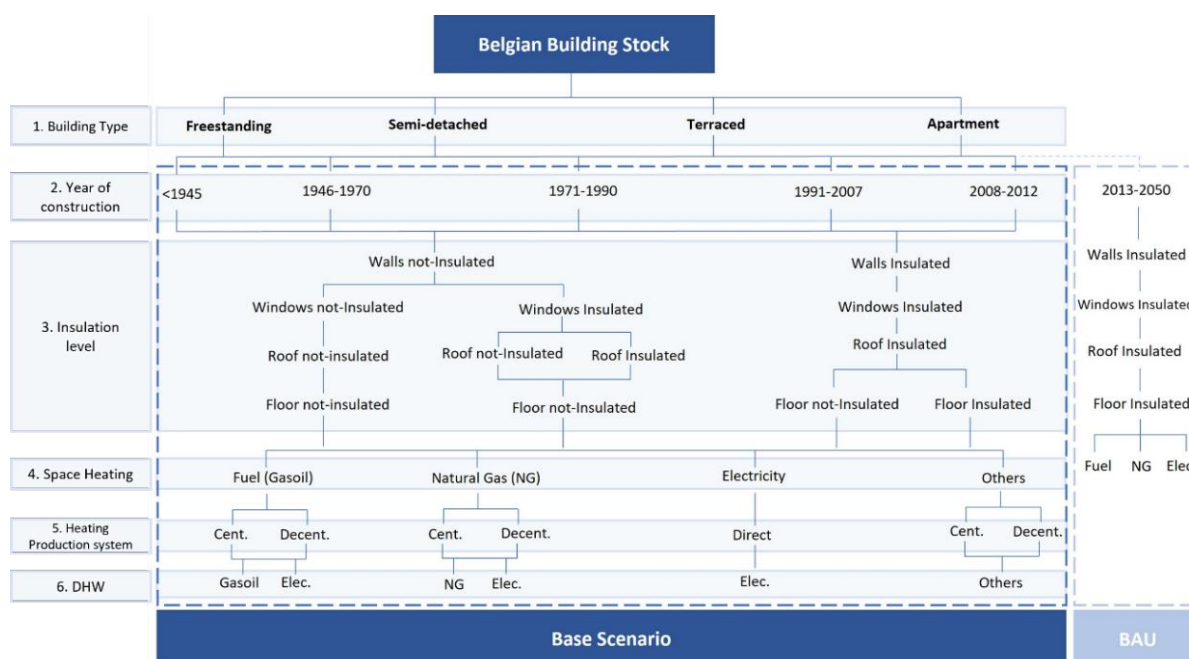 Belgian Building Stock
1. Building Type
Freestanding
Semi-detached
Terraced
Apartment
2. Year of
construction
<1945
1946-1970
1971-1990
1991-2007
2008-2012
2013-2050
3. Insulation
level
Walls not-Insulated
Walls Insulated
Walls Insulated
Windows not-Insulated
Windows Insulated
Windows Insulated
Windows Insulated
Roof not-insulated
Roof not-Insulated
Roof Insulated
Roof Insulated
Roof Insulated
Floor not-insulated
Floor not-Insulated
Floor not-Insulated
Floor Insulated
Floor Insulated
4. Space Heating
Fuel (Gasoil)
Natural Gas (NG)
Electricity
Others
Fuel
NG
Elec
5. Heating
Production system
Cent.
Decent.
Cent.
Decent.
Direct
Cent.
Decent.
6. DHW
Gasoil
Elec.
NG
Elec.
Elec.
Others
Base Scenario
BAU